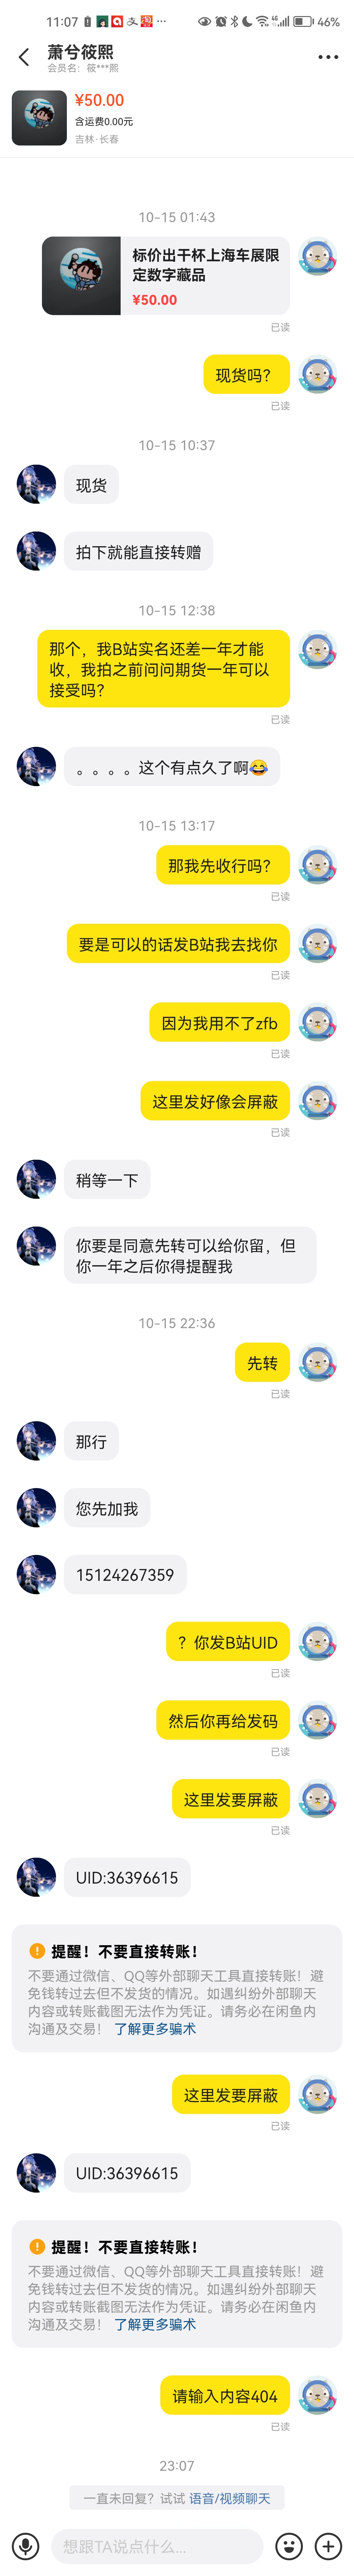 11:07
46%
萧兮筱熙
会员名：筱***熙
¥50.00
含运费0.00元
吉林·长春
10-15 01:43
标价出干杯上海车展限
定数字藏品
¥50.00
已读
现货吗？
已读
10-15 10:37
现货
拍下就能直接转赠
10-15 12:38
那个，我B站实名还差一年才能
收，我拍之前问问期货一年可以
接受吗？
已读
。。。。这个有点久了啊😂
10-15 13:17
那我先收行吗？
已读
要是可以的话发B站我去找你
已读
因为我用不了zfb
已读
这里发好像会屏蔽
已读
稍等一下
你要是同意先转可以给你留，但
你一年之后你得提醒我
10-15 22:36
先转
已读
那行
您先加我
15124267359
？你发B站UID
已读
然后你再给发码
已读
这里发要屏蔽
已读
UID:36396615
提醒！不要直接转账！
不要通过微信、QQ等外部聊天工具直接转账！避
免钱转过去但不发货的情况。如遇纠纷外部聊天
内容或转账截图无法作为凭证。请务必在闲鱼内
沟通及交易！ 了解更多骗术
这里发要屏蔽
已读
UID:36396615
提醒！不要直接转账！
不要通过微信、QQ等外部聊天工具直接转账！避
免钱转过去但不发货的情况。如遇纠纷外部聊天
内容或转账截图无法作为凭证。请务必在闲鱼内
沟通及交易！ 了解更多骗术
请输入内容404
已读
23:07
一直未回复？试试 语音/视频聊天
想跟TA说点什么...